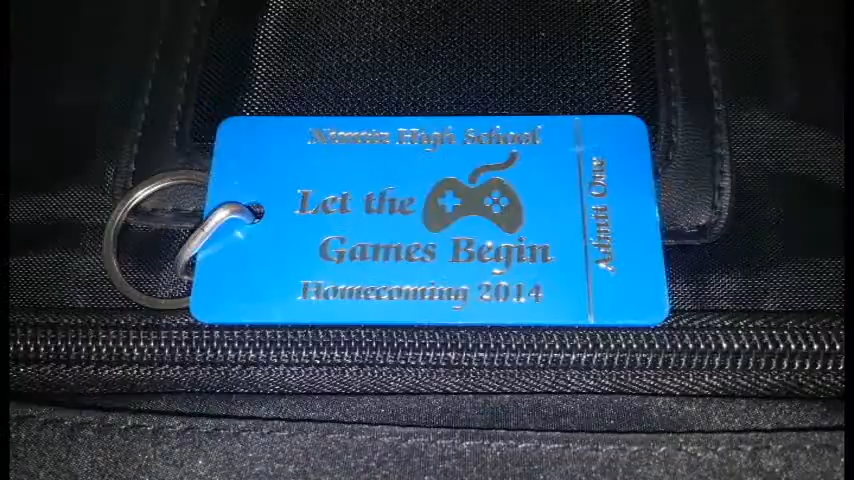 High School
Let the
Games Begin
Homecoming 2014
Admit One